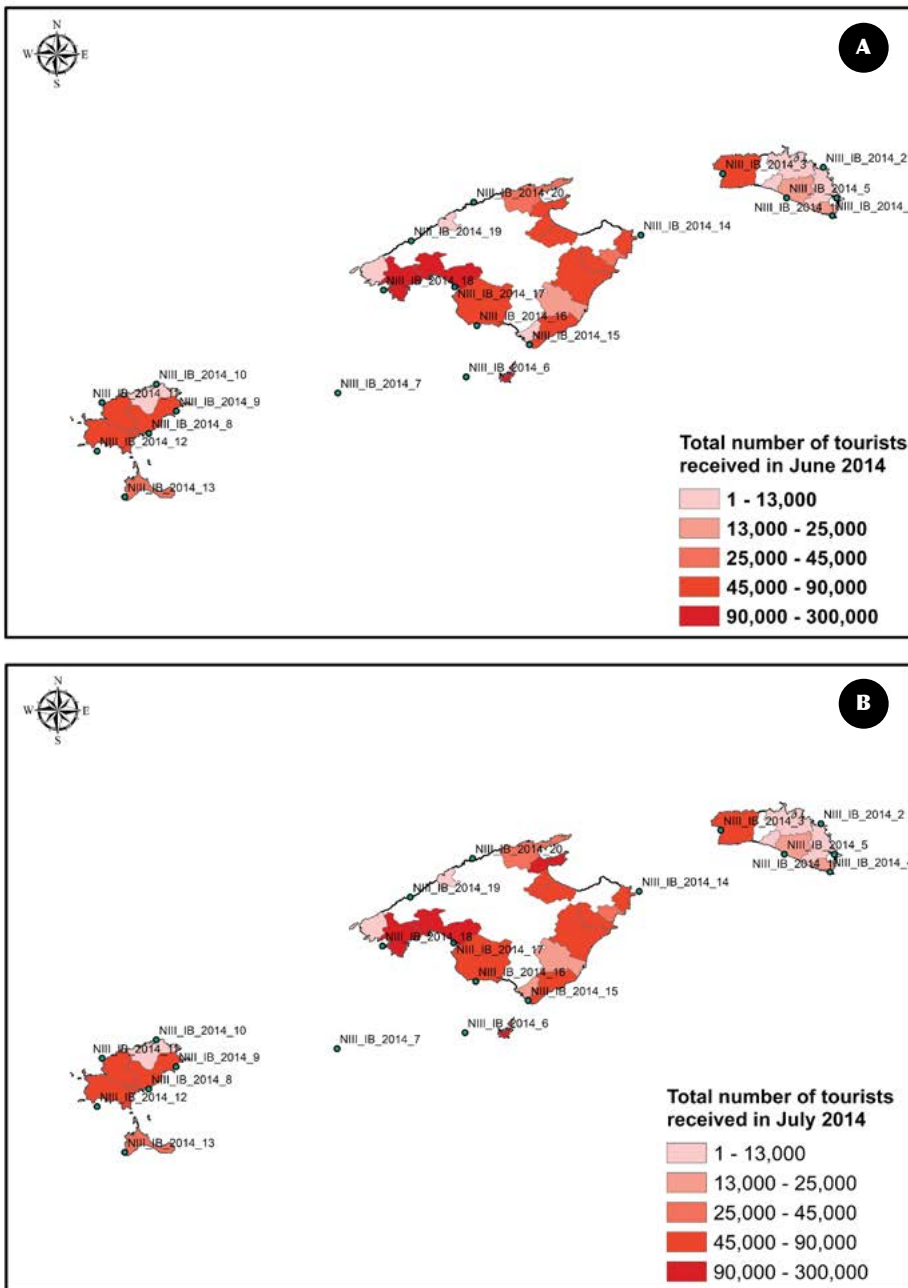 A
N
W E
S
NIII_IB_2014_3
NIII_IB_2014_2
NIII_IB_2014_5
NIII_IB_2014_20
NIII_IB_2014_19
NIII_IB_2014_14
NIII_IB_2014_18
NIII_IB_2014_17
NIII_IB_2014_16
NIII_IB_2014_15
NIII_IB_2014_6
NIII_IB_2014_7
NIII_IB_2014_10
NIII_IB_2014_11
NIII_IB_2014_9
NIII_IB_2014_8
NIII_IB_2014_12
NIII_IB_2014_13
Total number of tourists
received in June 2014
1 - 13,000
13,000 - 25,000
25,000 - 45,000
45,000 - 90,000
90,000 - 300,000
B
N
W E
S
NIII_IB_2014_3
NIII_IB_2014_2
NIII_IB_2014_5
NIII_IB_2014_20
NIII_IB_2014_19
NIII_IB_2014_14
NIII_IB_2014_18
NIII_IB_2014_17
NIII_IB_2014_16
NIII_IB_2014_15
NIII_IB_2014_6
NIII_IB_2014_7
NIII_IB_2014_10
NIII_IB_2014_11
NIII_IB_2014_9
NIII_IB_2014_8
NIII_IB_2014_12
NIII_IB_2014_13
Total number of tourists
received in July 2014
1 - 13,000
13,000 - 25,000
25,000 - 45,000
45,000 - 90,000
90,000 - 300,000